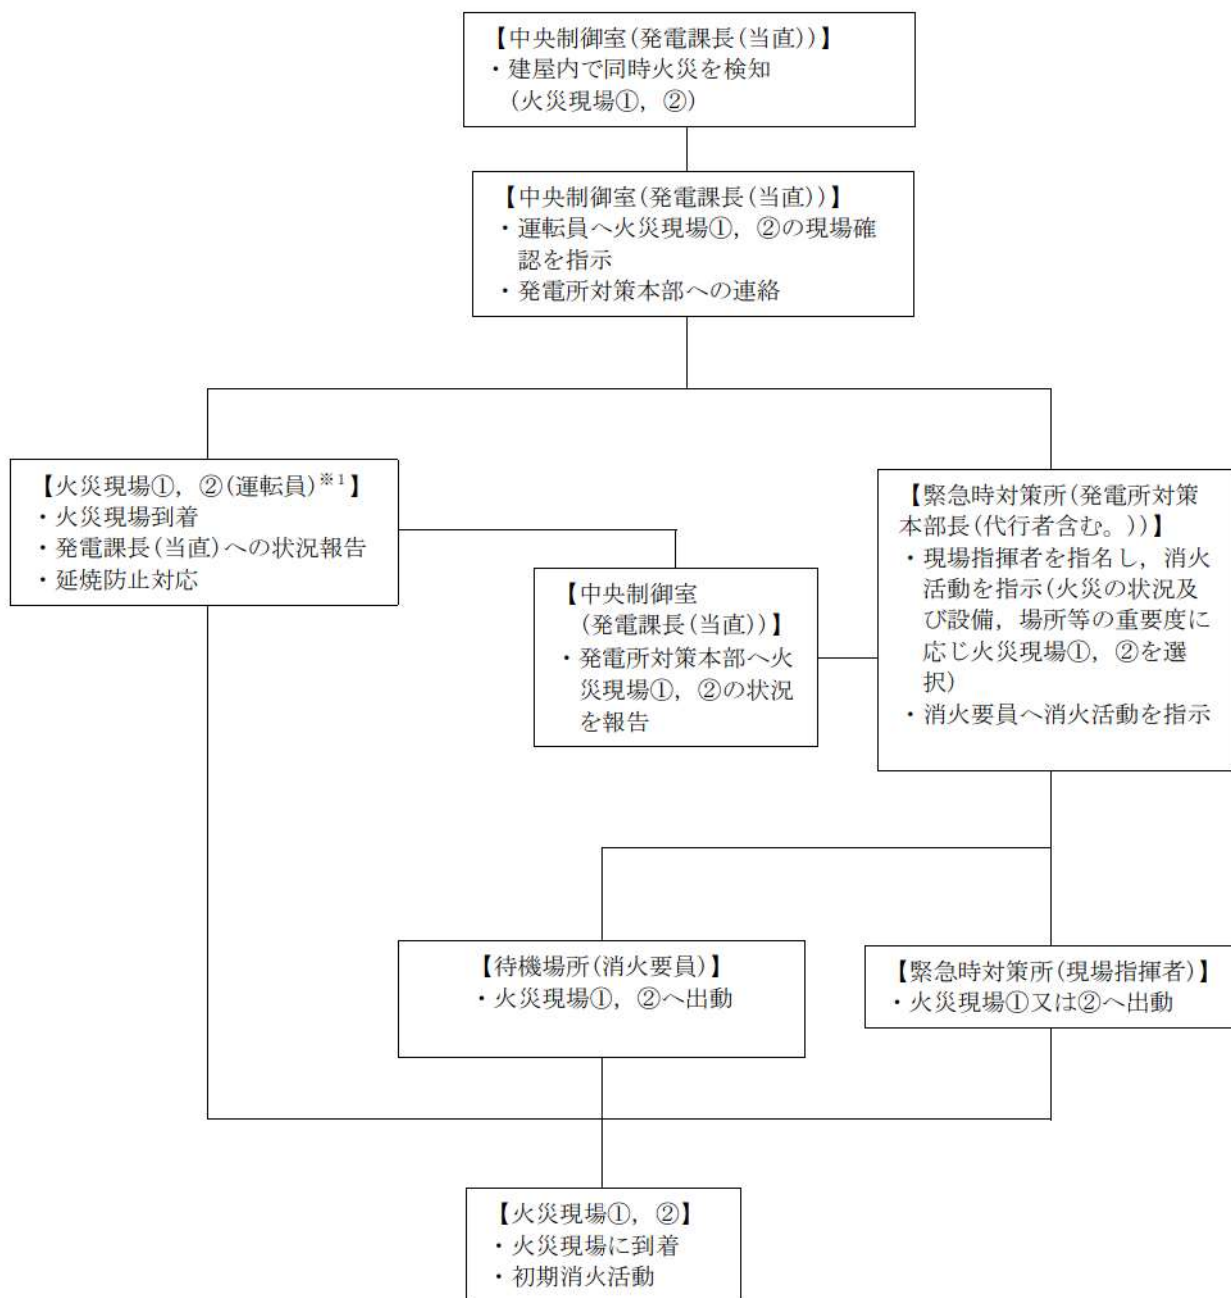 【中央制御室(発電課長(当直))】
・建屋内で同時火災を検知
(火災現場①，②)
【中央制御室(発電課長(当直))】
・運転員へ火災現場①，②の現場確
認を指示
・発電所対策本部への連絡
【火災現場①，②(運転員)※1】
・火災現場到着
・発電課長(当直)への状況報告
・延焼防止対応
【中央制御室
(発電課長(当直))】
・発電所対策本部へ火
災現場①，②の状況
を報告
【緊急時対策所(発電所対策
本部長(代行者含む。))】
・現場指揮者を指名し，消火
活動を指示(火災の状況及
び設備，場所等の重要度に
応じ火災現場①，②を選
択)
・消火要員へ消火活動を指示
【待機場所(消火要員)】
・火災現場①，②へ出動
【緊急時対策所(現場指揮者)】
・火災現場①又は②へ出動
【火災現場①，②】
・火災現場に到着
・初期消火活動